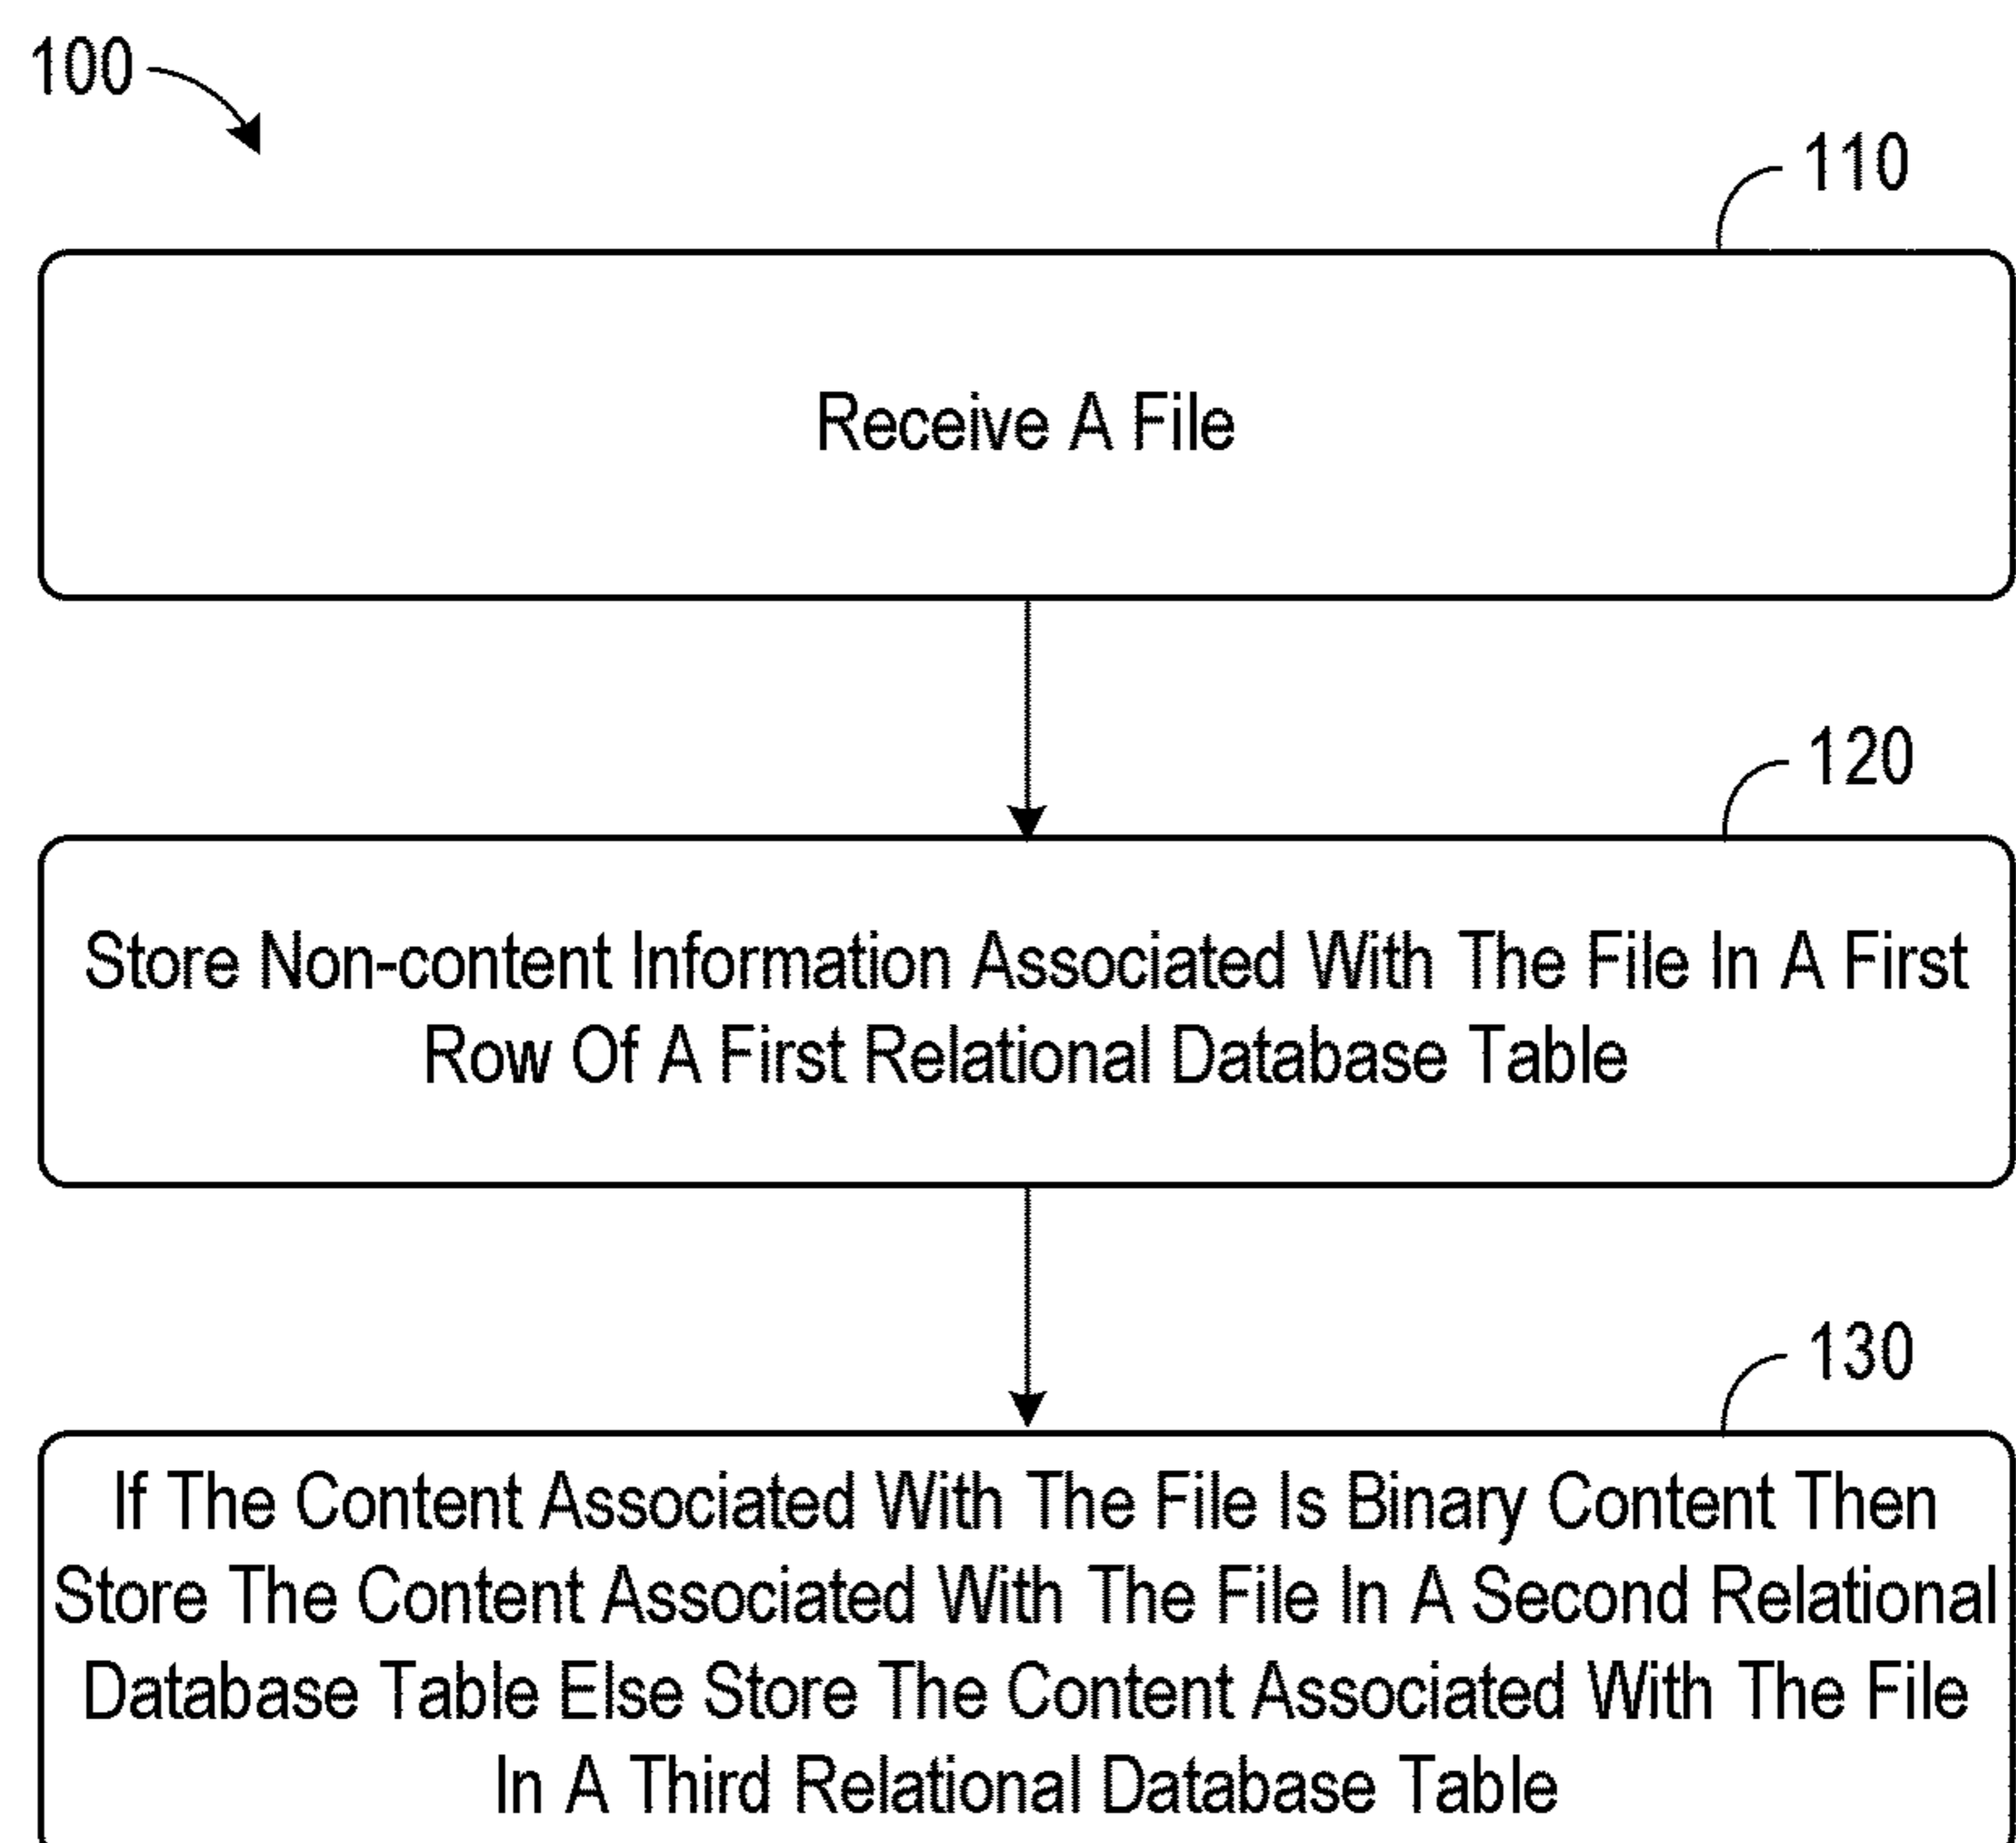 100
110
Receive A File
120
Store Non-content Information Associated With The File In A First
Row Of A First Relational Database Table
130
If The Content Associated With The File Is Binary Content Then
Store The Content Associated With The File In A Second Relational
Database Table Else Store The Content Associated With The File
In A Third Relational Database Table